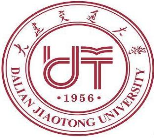 大连交通大学
DJT
·1956·
DALIAN JIAOTONG UNIVERSITY